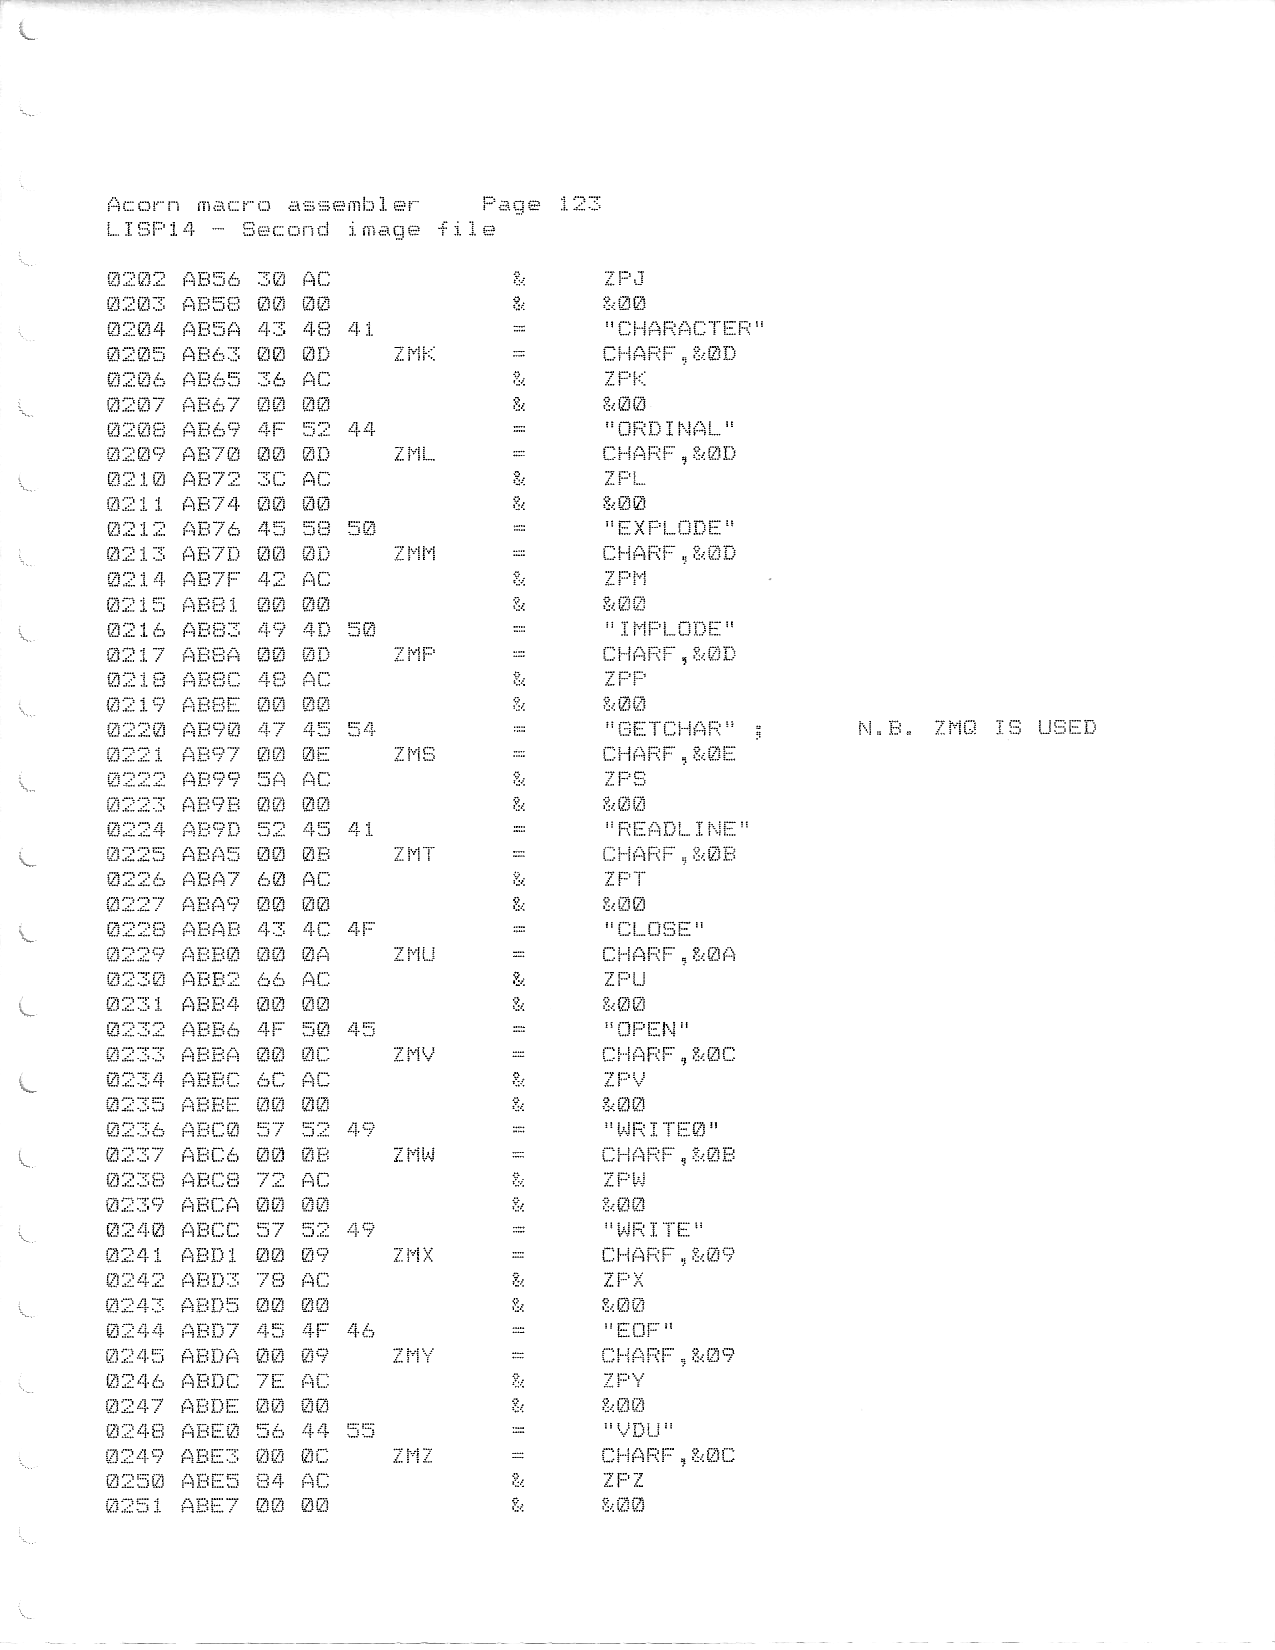 Acorn macro assembler    Page 123
LISP14 - Second image file
0202 AB56 30 AC            &     ZPJ
0203 AB58 00 00            &     &00
0204 AB5A 43 48 41         =     "CHARACTER"
0205 AB63 00 0D    ZMK     =     CHARF,&0D
0206 AB65 36 AC            &     ZPK
0207 AB67 00 00            &     &00
0208 AB69 4F 52 44         =     "ORDINAL"
0209 AB70 00 0D    ZML     =     CHARF,&0D
0210 AB72 3C AC            &     ZPL
0211 AB74 00 00            &     &00
0212 AB76 45 58 50         =     "EXPLODE"
0213 AB7D 00 0D    ZMM     =     CHARF,&0D
0214 AB7F 42 AC            &     ZPM
0215 AB81 00 00            &     &00
0216 AB83 49 4D 50         =     "IMPLODE"
0217 AB8A 00 0D    ZMP     =     CHARF,&0D
0218 AB8C 48 AC            &     ZPP
0219 AB8E 00 00            &     &00
0220 AB90 47 45 54         =     "GETCHAR" ;      N.B. ZMQ IS USED
0221 AB97 00 0E    ZMS     =     CHARF,&0E
0222 AB99 5A AC            &     ZPS
0223 AB9B 00 00            &     &00
0224 AB9D 52 45 41         =     "READLINE"
0225 ABA5 00 0B    ZMT     =     CHARF,&0B
0226 ABA7 60 AC            &     ZPT
0227 ABA9 00 00            &     &00
0228 ABAB 43 4C 4F         =     "CLOSE"
0229 ABB0 00 0A    ZMU     =     CHARF,&0A
0230 ABB2 66 AC            &     ZPU
0231 ABB4 00 00            &     &00
0232 ABB6 4F 50 45         =     "OPEN"
0233 ABBA 00 0C    ZMV     =     CHARF,&0C
0234 ABBC 6C AC            &     ZPV
0235 ABBE 00 00            &     &00
0236 ABC0 57 52 49         =     "WRITE0"
0237 ABC6 00 0B    ZMW     =     CHARF,&0B
0238 ABC8 72 AC            &     ZPW
0239 ABCA 00 00            &     &00
0240 ABCC 57 52 49         =     "WRITE"
0241 ABD1 00 09    ZMX     =     CHARF,&09
0242 ABD3 78 AC            &     ZPX
0243 ABD5 00 00            &     &00
0244 ABD7 45 4F 46         =     "EOF"
0245 ABDA 00 09    ZMY     =     CHARF,&09
0246 ABDC 7E AC            &     ZPY
0247 ABDE 00 00            &     &00
0248 ABE0 56 44 55         =     "VDU"
0249 ABE3 00 0C    ZMZ     =     CHARF,&0C
0250 ABE5 84 AC            &     ZPZ
0251 ABE7 00 00            &     &00